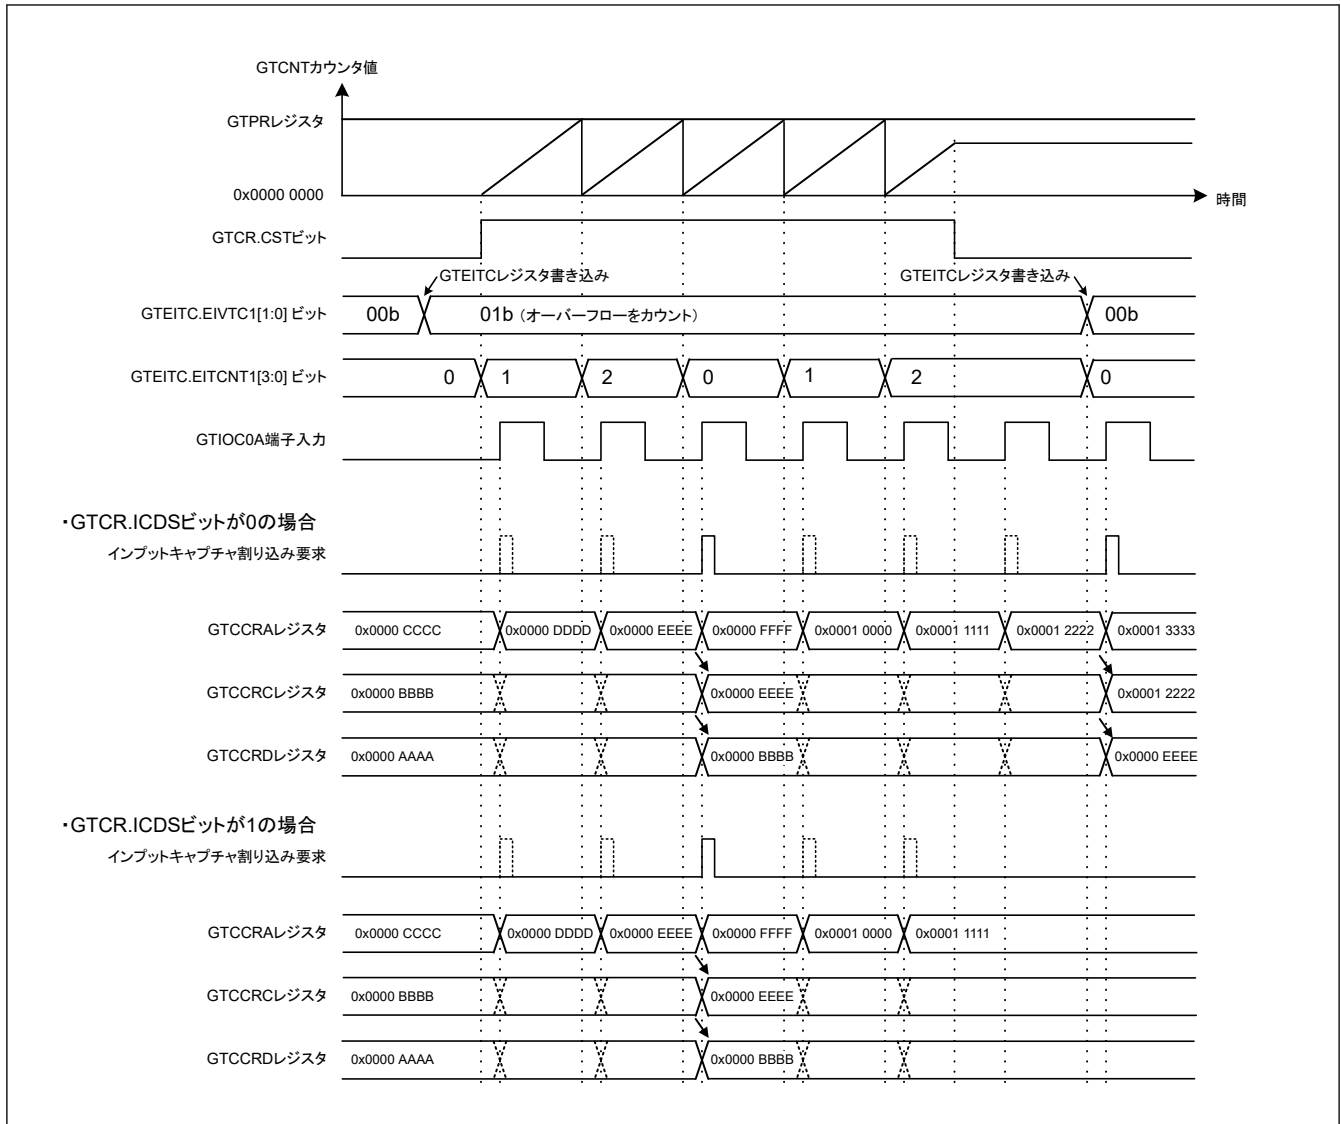 GTCNTカウンタ値
GTPRレジスタ
0x0000 0000
時間
GTCR.CSTビット
GTEITCレジスタ書き込み GTEITCレジスタ書き込み
GTEITC.EIVTC1[1:0] ビット 00b 01b（オーバーフローをカウント） 00b
GTEITC.EITCNT1[3:0] ビット 0 1 2 0 1 2 0
GTIOC0A端子入力
・GTCR.ICDSビットが0の場合
インプットキャプチャ割り込み要求
GTCCRAレジスタ 0x0000 CCCC 0x0000 DDDD 0x0000 EEEE 0x0000 FFFF 0x0001 0000 0x0001 1111 0x0001 2222 0x0001 3333
GTCCRCレジスタ 0x0000 BBBB 0x0000 EEEE 0x0001 2222
GTCCRDレジスタ 0x0000 AAAA 0x0000 BBBB 0x0000 EEEE
・GTCR.ICDSビットが1の場合
インプットキャプチャ割り込み要求
GTCCRAレジスタ 0x0000 CCCC 0x0000 DDDD 0x0000 EEEE 0x0000 FFFF 0x0001 0000 0x0001 1111
GTCCRCレジスタ 0x0000 BBBB 0x0000 EEEE
GTCCRDレジスタ 0x0000 AAAA 0x0000 BBBB